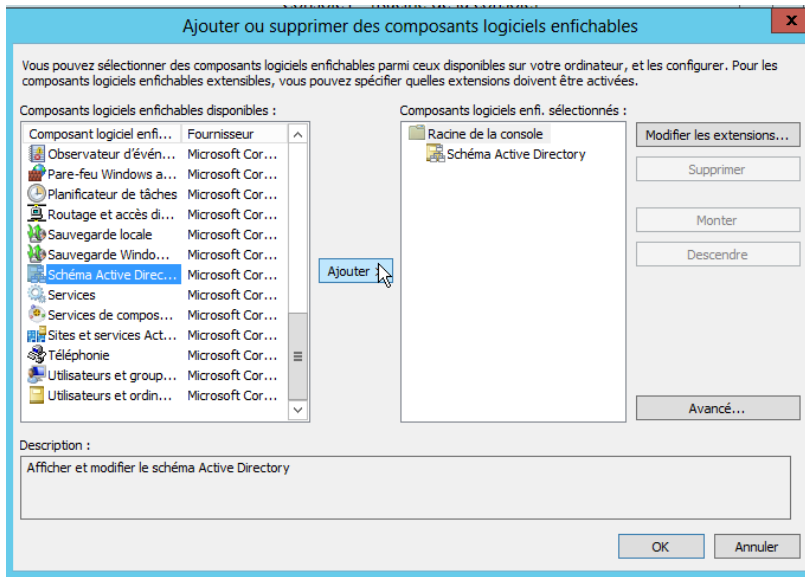 Ajouter ou supprimer des composants logiciels enfichables
x
Vous pouvez sélectionner des composants logiciels enfichables parmi ceux disponibles sur votre ordinateur, et les configurer. Pour les
composants logiciels enfichables extensibles, vous pouvez spécifier quelles extensions doivent être activées.
Composants logiciels enfichables disponibles :
Composant logiciel enfi... Fournisseur
Observateur d'évén... Microsoft Cor...
Pare-feu Windows a... Microsoft Cor...
Planificateur de tâches Microsoft Cor...
Routage et accès di... Microsoft Cor...
Sauvegarde locale Microsoft Cor...
Sauvegarde Windo... Microsoft Cor...
Schéma Active Direc... Microsoft Cor...
Services Microsoft Cor...
Services de compos... Microsoft Cor...
Sites et services Act... Microsoft Cor...
Téléphonie Microsoft Cor...
Utilisateurs et group... Microsoft Cor...
Utilisateurs et ordin... Microsoft Cor...
Ajouter >
Composants logiciels enfi. sélectionnés :
Racine de la console
Schéma Active Directory
Modifier les extensions...
Supprimer
Monter
Descendre
Avancé...
Description :
Afficher et modifier le schéma Active Directory
OK
Annuler